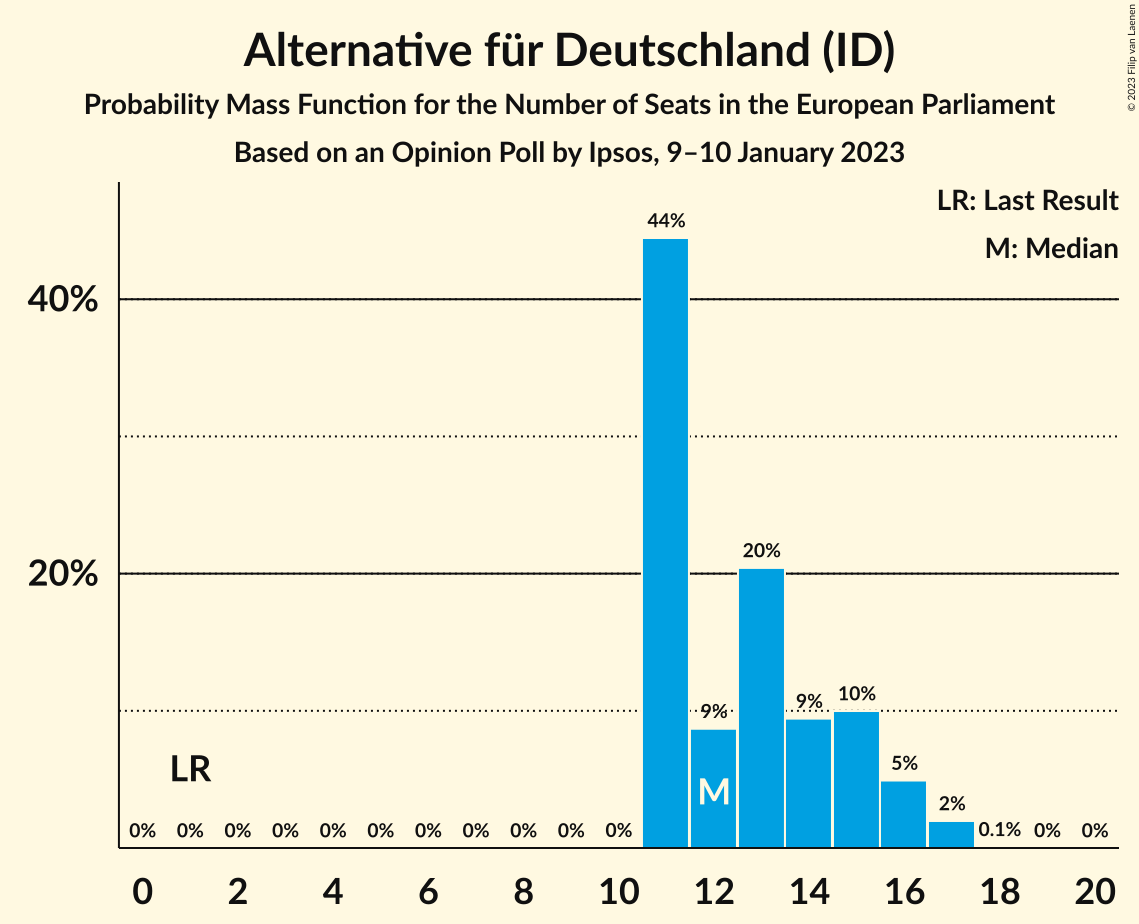 Alternative für Deutschland (ID)
Probability Mass Function for the Number of Seats in the European Parliament
Based on an Opinion Poll by Ipsos, 9–10 January 2023
© 2023 Filip van Laenen
LR: Last Result
M: Median
40%
20%
44%
9%
20%
9%
10%
5%
2%
0.1%
0%
0%
LR
M
0% 0% 0% 0% 0% 0% 0% 0% 0% 0% 0%
0 2 4 6 8 10 12 14 16 18 20